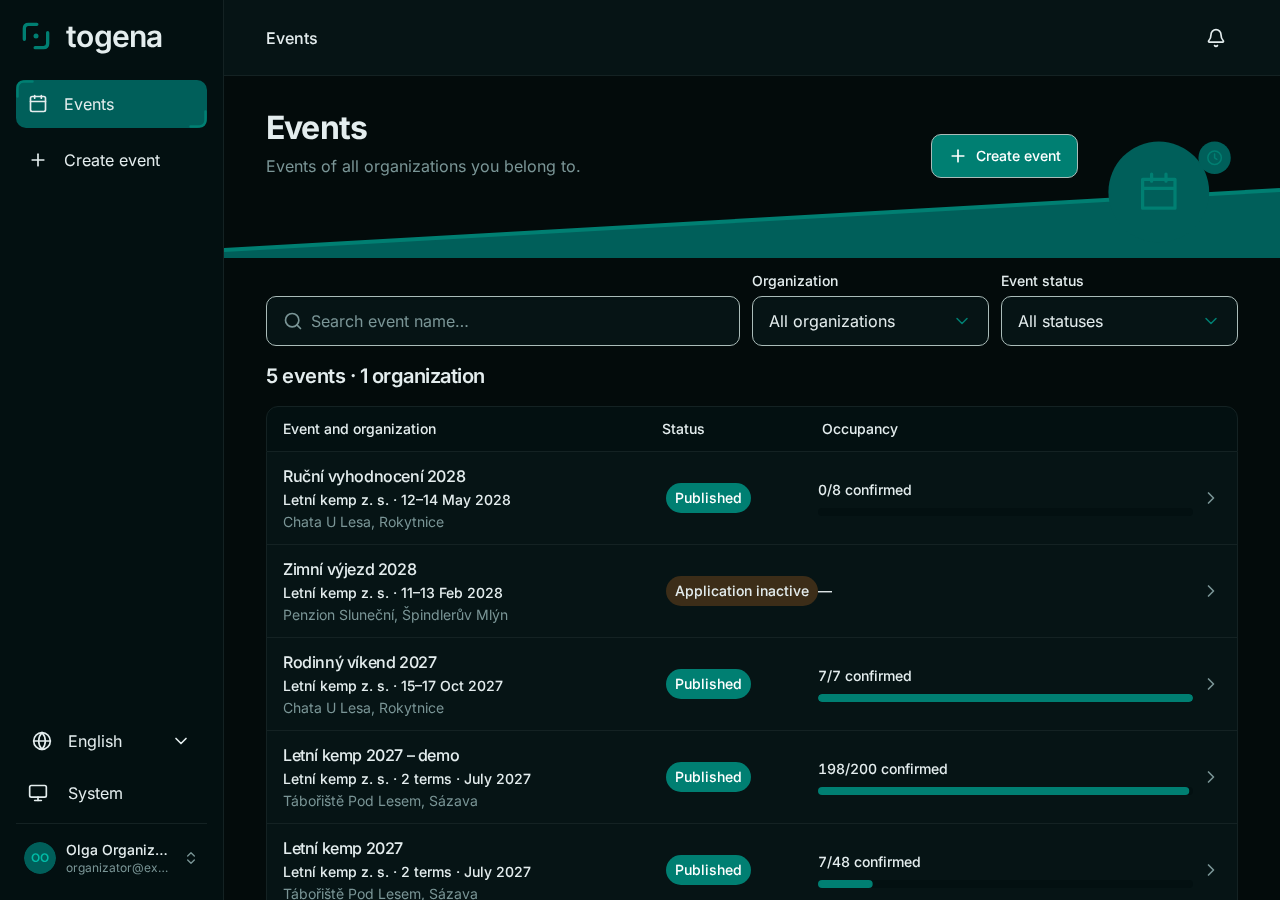 togena
Events
Events
Create event
Events
Events of all organizations you belong to.
Create event
Organization
Event status
Search event name…
All organizations
All statuses
5 events · 1 organization
Event and organization
Status
Occupancy
Ruční vyhodnocení 2028
Letní kemp z. s. · 12–14 May 2028
Chata U Lesa, Rokytnice
Published
0/8 confirmed
Zimní výjezd 2028
Letní kemp z. s. · 11–13 Feb 2028
Penzion Sluneční, Špindlerův Mlýn
Application inactive
—
Rodinný víkend 2027
Letní kemp z. s. · 15–17 Oct 2027
Chata U Lesa, Rokytnice
Published
7/7 confirmed
Letní kemp 2027 – demo
Letní kemp z. s. · 2 terms · July 2027
Tábořiště Pod Lesem, Sázava
Published
198/200 confirmed
Letní kemp 2027
Letní kemp z. s. · 2 terms · July 2027
Tábořiště Pod Lesem, Sázava
Published
7/48 confirmed
English
System
OO
Olga Organiz…
organizator@ex…